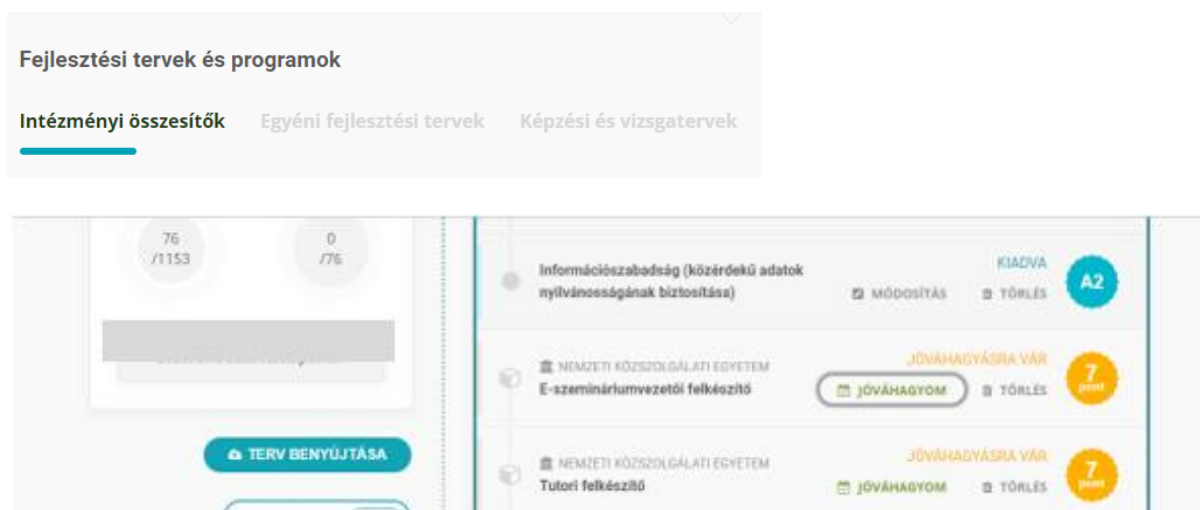 Fejlesztési tervek és programok
Intézményi összesítők Egyéni fejlesztési tervek Képzési és vizsgatervek
76
/1153
0
/76
TERV BENYÚJTÁSA
Információszabadság (közérdekű adatok
nyilvánosságának biztosítása)
KIADVA
MÓDOSÍTÁS TÖRLÉS
A2
NEMZETI KÖZSZOLGÁLATI EGYETEM
E-szemináriumvezetői felkészítő
JÓVÁHAGYÁSRA VÁR
JÓVÁHAGYOM TÖRLÉS
7
pont
NEMZETI KÖZSZOLGÁLATI EGYETEM
Tutori felkészítő
JÓVÁHAGYÁSRA VÁR
JÓVÁHAGYOM TÖRLÉS
7
pont